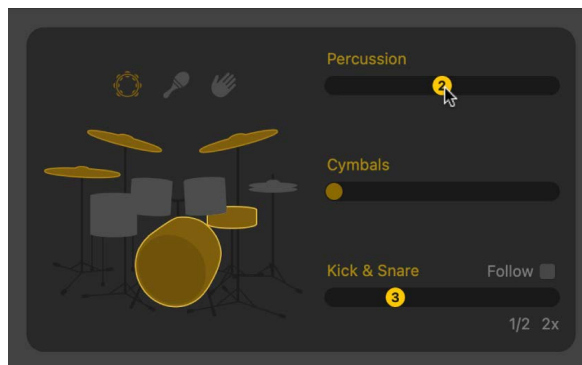 Percussion
2
Cymbals
Kick & Snare Follow
3
1/2 2x